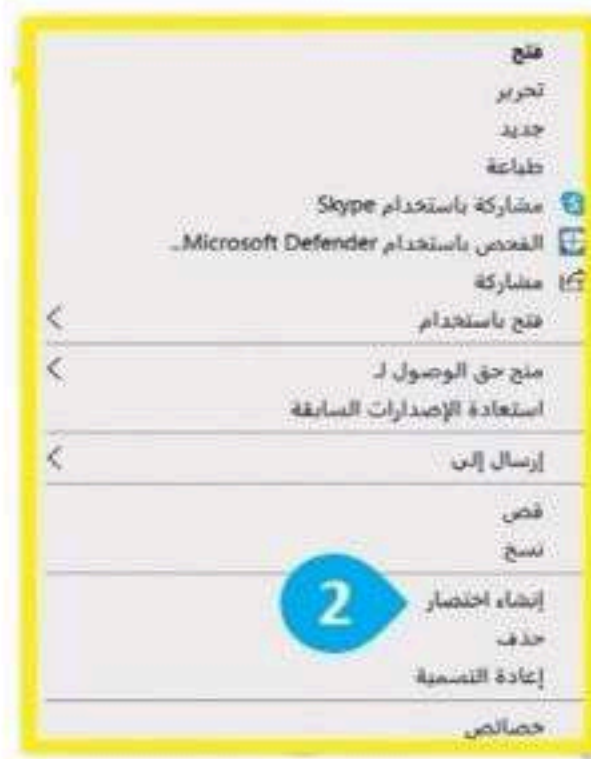 فتح
تحرير
جديد
طباعة
مشاركة باستخدام Skype
الفحص باستخدام Microsoft Defender...
مشاركة
فتح باستخدام
منح حق الوصول لـ
استعادة الإصدارات السابقة
إرسال إلى
قص
نسخ
إنشاء اختصار
2
حذف
إعادة التسمية
خصائص